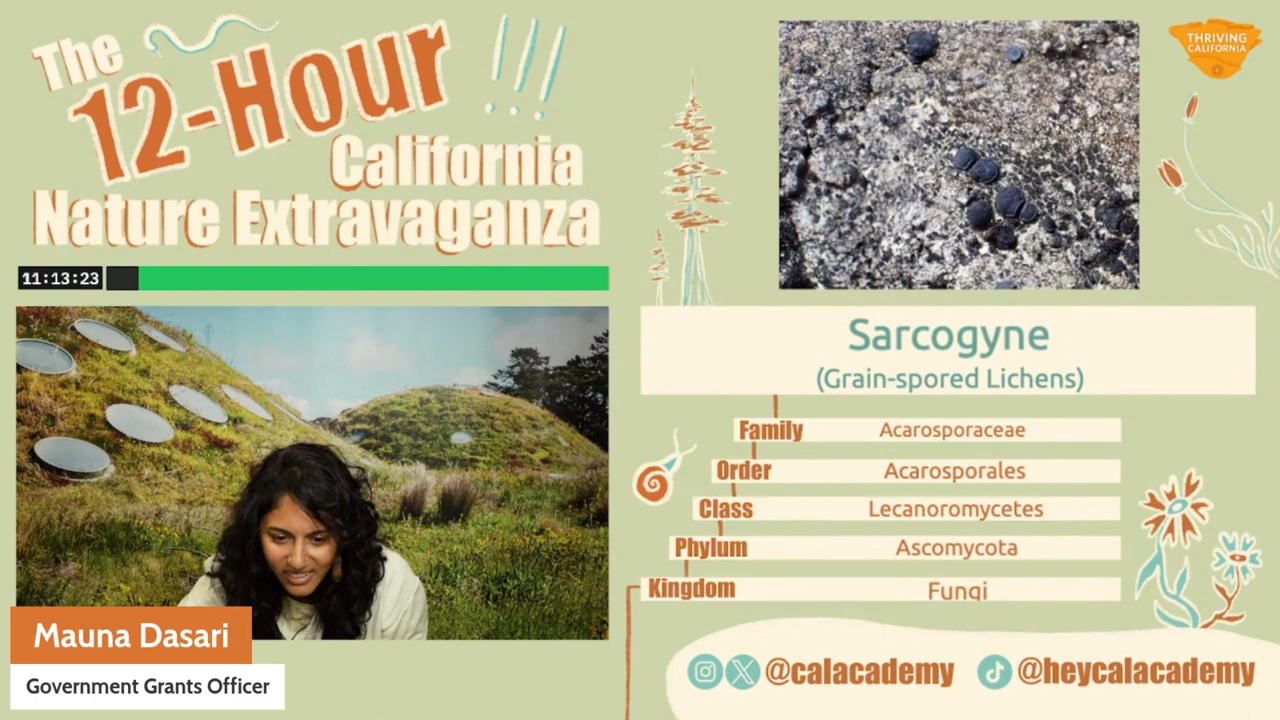 The
12-Hour
!!!
California
Nature Extravaganza
11:13:23
THRIVING
CALIFORNIA
Sarcogyne
(Grain-spored Lichens)
Family Acarosporaceae
Order Acarosporales
Class Lecanoromycetes
Phylum Ascomycota
Kingdom Fungi
Mauna Dasari
Government Grants Officer
@calacademy @heycalacademy